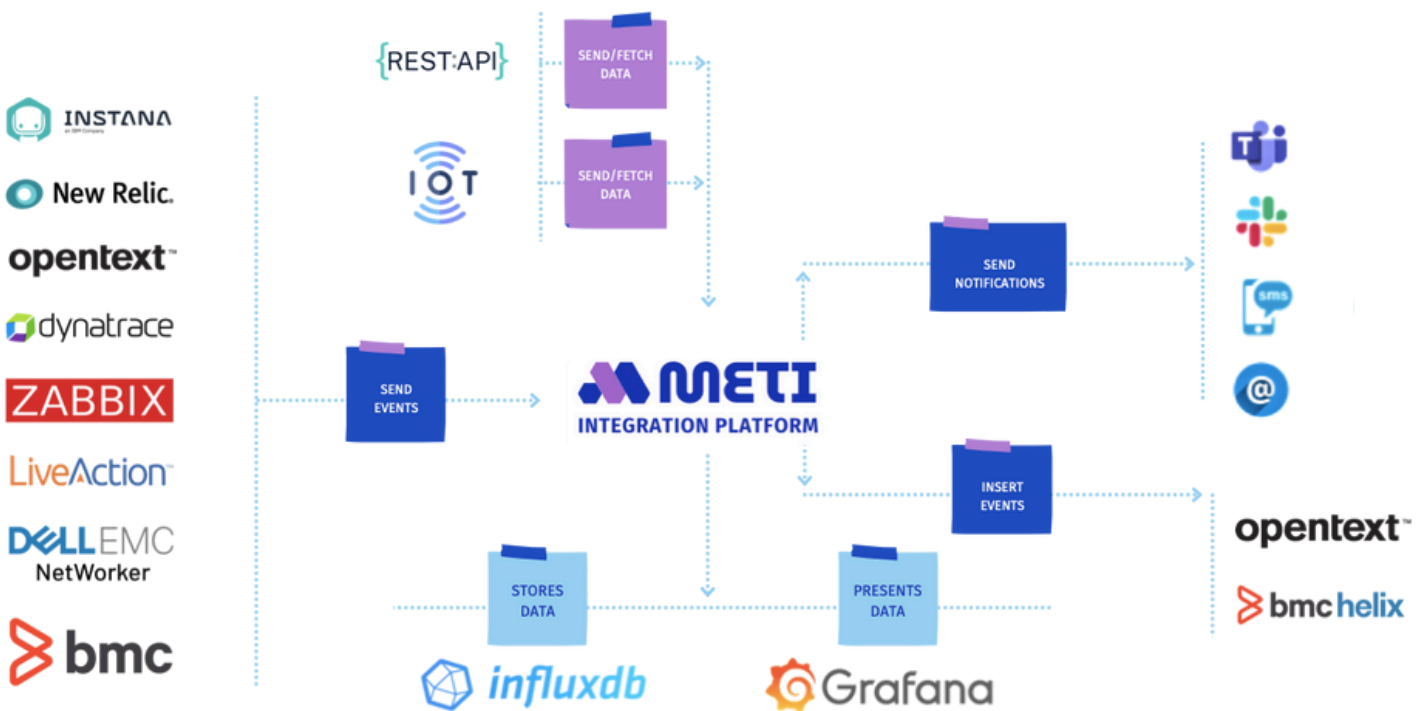 {REST:API}
SEND/FETCH
DATA
IOT
SEND/FETCH
DATA
INSTANA
an IBM Company
New Relic.
opentext™
dynatrace
ZABBIX
LiveAction™
DELLEMC
NetWorker
bmc
SEND
EVENTS
METI
INTEGRATION PLATFORM
SEND
NOTIFICATIONS
T
sms
@
INSERT
EVENTS
opentext™
bmc helix
STORES
DATA
influxdb
PRESENTS
DATA
Grafana